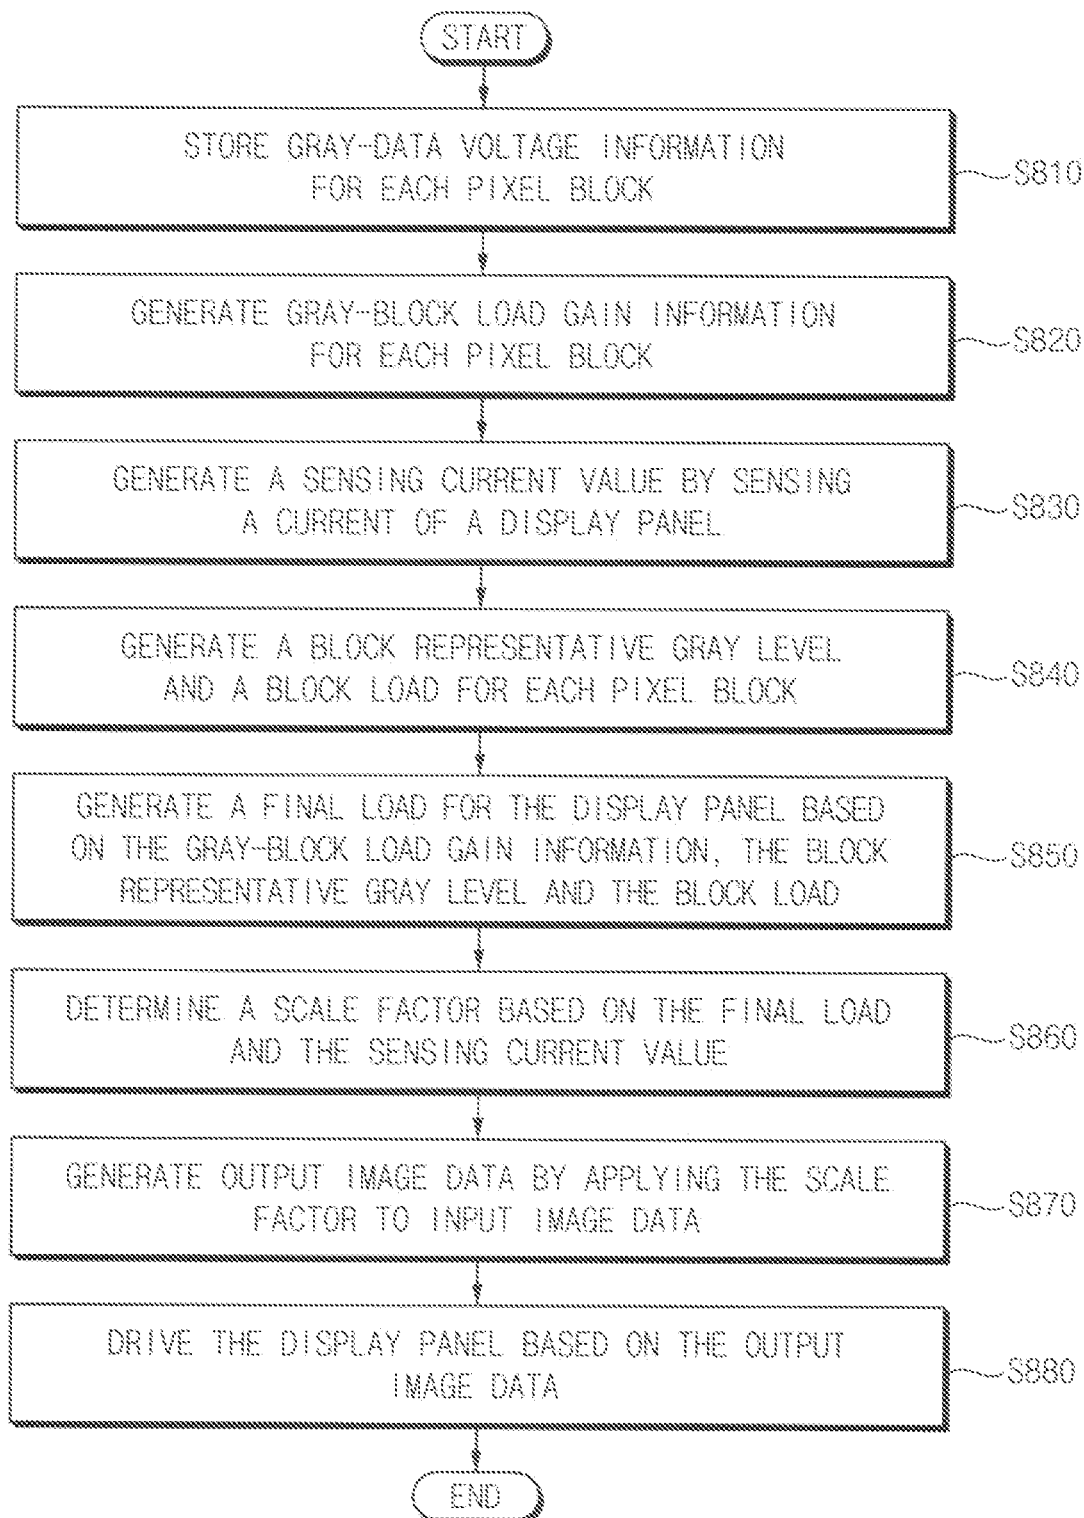 START
STORE GRAY-DATA VOLTAGE INFORMATION
FOR EACH PIXEL BLOCK
S810
GENERATE GRAY-BLOCK LOAD GAIN INFORMATION
FOR EACH PIXEL BLOCK
S820
GENERATE A SENSING CURRENT VALUE BY SENSING
A CURRENT OF A DISPLAY PANEL
S830
GENERATE A BLOCK REPRESENTATIVE GRAY LEVEL
AND A BLOCK LOAD FOR EACH PIXEL BLOCK
S840
GENERATE A FINAL LOAD FOR THE DISPLAY PANEL BASED
ON THE GRAY-BLOCK LOAD GAIN INFORMATION, THE BLOCK
REPRESENTATIVE GRAY LEVEL AND THE BLOCK LOAD
S850
DETERMINE A SCALE FACTOR BASED ON THE FINAL LOAD
AND THE SENSING CURRENT VALUE
S860
GENERATE OUTPUT IMAGE DATA BY APPLYING THE SCALE
FACTOR TO INPUT IMAGE DATA
S870
DRIVE THE DISPLAY PANEL BASED ON THE OUTPUT
IMAGE DATA
S880
END